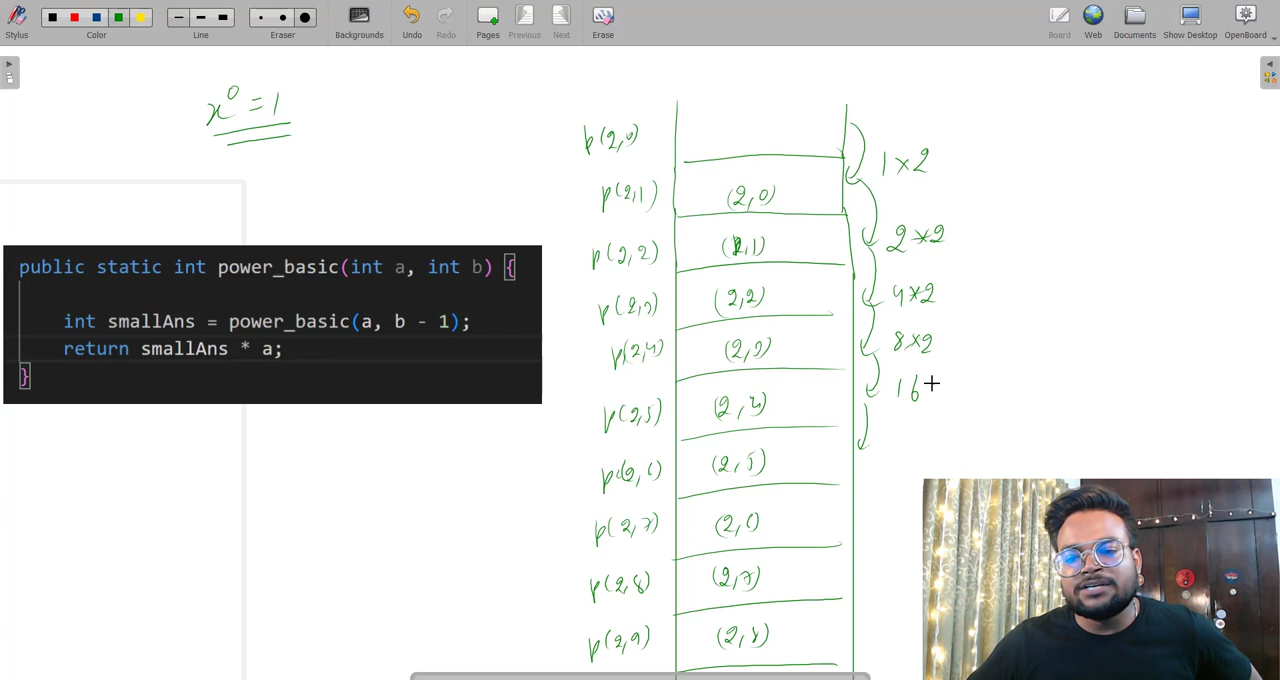 Stylus
Color
Line
Eraser
Backgrounds
Undo
Redo
Pages
Previous
Next
Erase
Board
Web
Documents
Show Desktop
OpenBoard
x⁰ = 1
public static int power_basic(int a, int b) {
int smallAns = power_basic(a, b - 1);
return smallAns * a;
}
p(2,0)
p(2,1) (2,0)
p(2,2) (2,1)
p(2,3) (2,2)
p(2,4) (2,3)
p(2,5) (2,4)
p(2,6) (2,5)
p(2,7) (2,6)
p(2,8) (2,7)
p(2,9) (2,8)
1×2
2*2
4*2
8×2
16